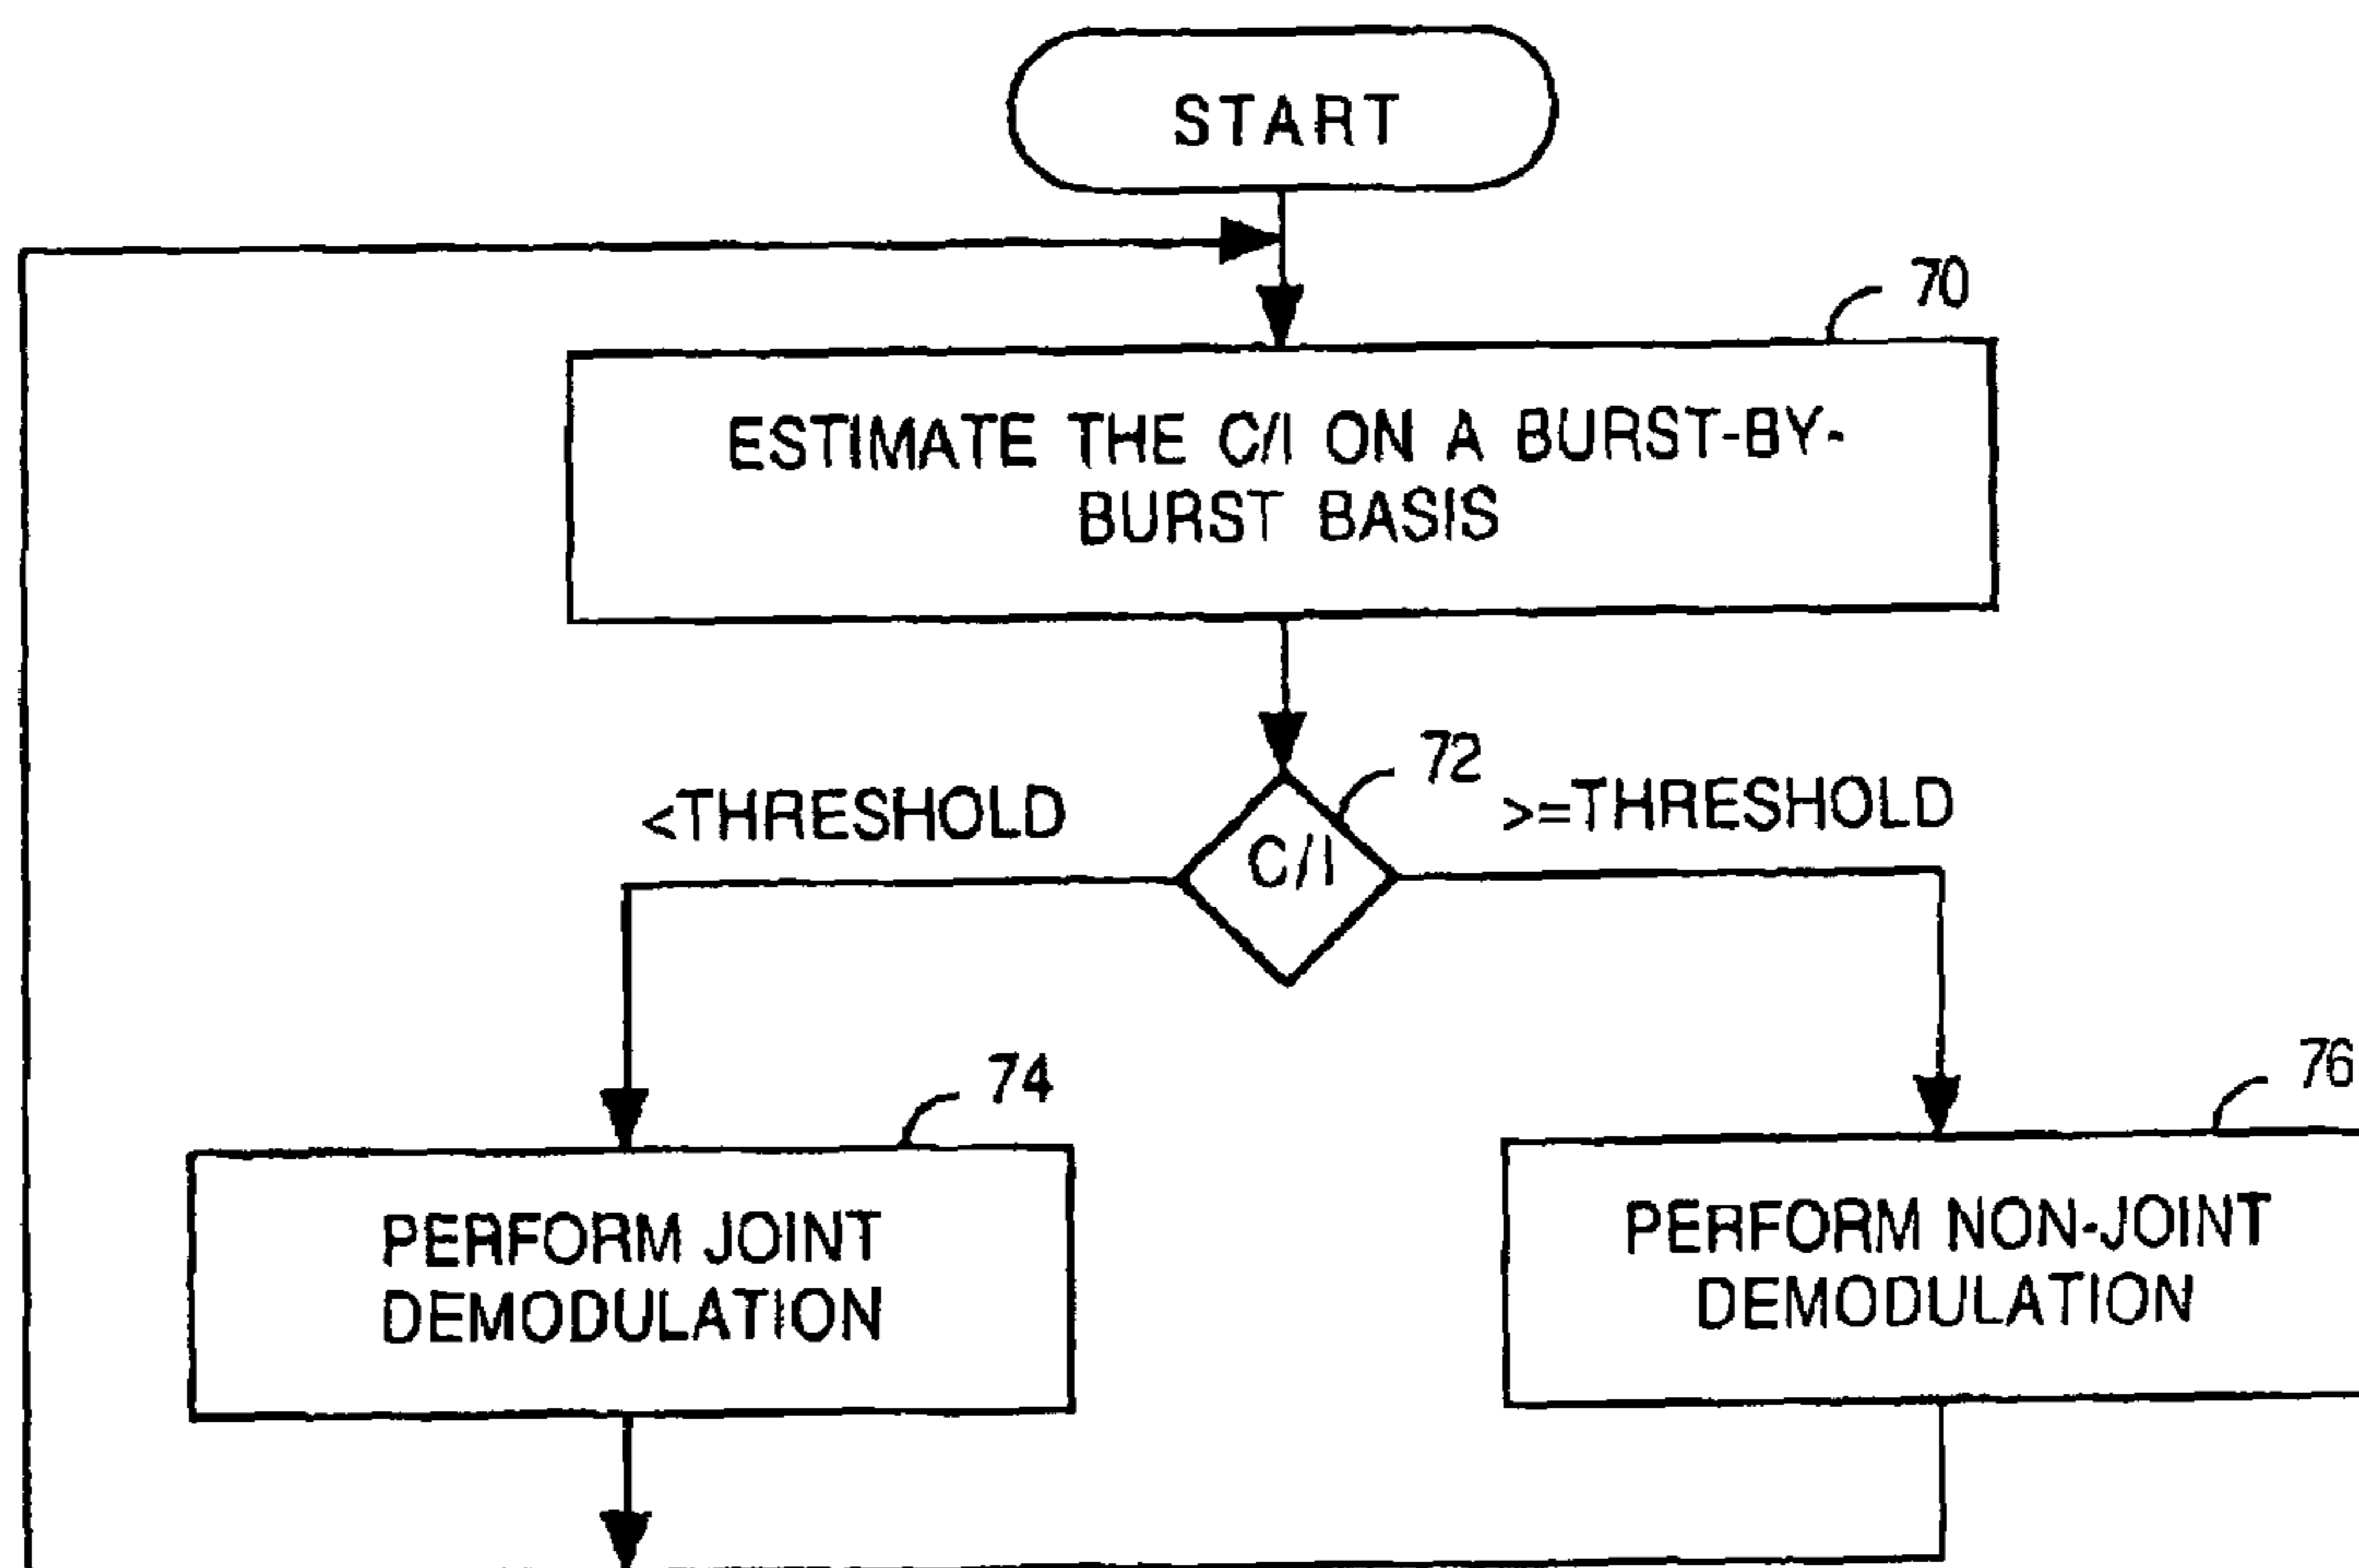 START
70
ESTIMATE THE C/I ON A BURST-BY-
BURST BASIS
72
<THRESHOLD
>=THRESHOLD
C/I
74
76
PERFORM JOINT
DEMODULATION
PERFORM NON-JOINT
DEMODULATION